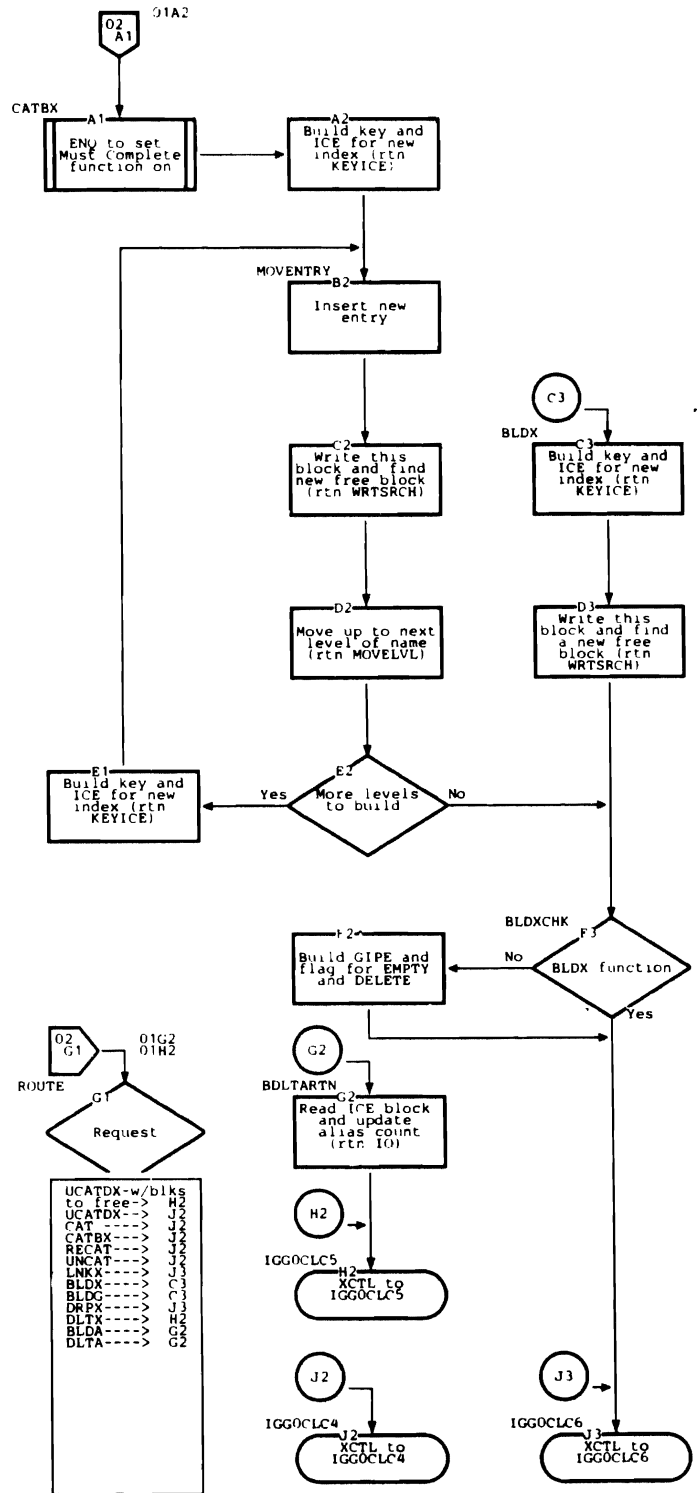 02
A1
01A2
CATBX
A1
ENQ to set
Must Complete
function on
A2
Build key and
ICE for new
index (rtn
KEYICE)
MOVENTRY
B2
Insert new
entry
C2
Write this
block and find
new free block
(rtn WRTSRCH)
C3
BLDX
C3
Build key and
ICE for new
index (rtn
KEYICE)
D2
Move up to next
level of name
(rtn MOVELVL)
D3
Write this
block and find
a new free
block (rtn
WRTSRCH)
E1
Build key and
ICE for new
index (rtn
KEYICE)
Yes
E2
More levels
to build
No
F2
Build GIPE and
flag for EMPTY
and DELETE
No
BLDXCHK
F3
BLDX function
Yes
02
G1
01G2
01H2
ROUTE
G1
Request
G2
BDLTARTN
G2
Read ICE block
and update
alias count
(rtn IO)
UCATDX-w/blks
to free-> H2
UCATDX---> J2
CAT ----> J2
CATBX----> J2
RECAT----> J2
UNCAT----> J2
LNKX----> J3
BLDX----> C3
BLDG----> C3
DRPX----> J3
DLTX----> H2
BLDA----> G2
DLTA----> G2
H2
IGG0CLC5
H2
XCTL to
IGG0CLC5
J2
IGG0CLC4
J2
XCTL to
IGG0CLC4
J3
IGG0CLC6
J3
XCTL to
IGG0CLC6